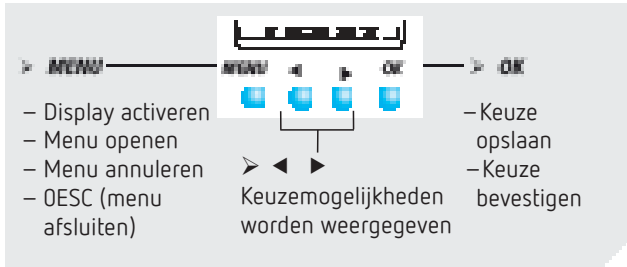 ➢ MENU
– Display activeren
– Menu openen
– Menu annuleren
– 0ESC (menu
afsluiten)
MENU ◀ ▶ OK
➢ ◀ ▶
Keuzemogelijkheden
worden weergegeven
➢ OK
– Keuze
opslaan
– Keuze
bevestigen